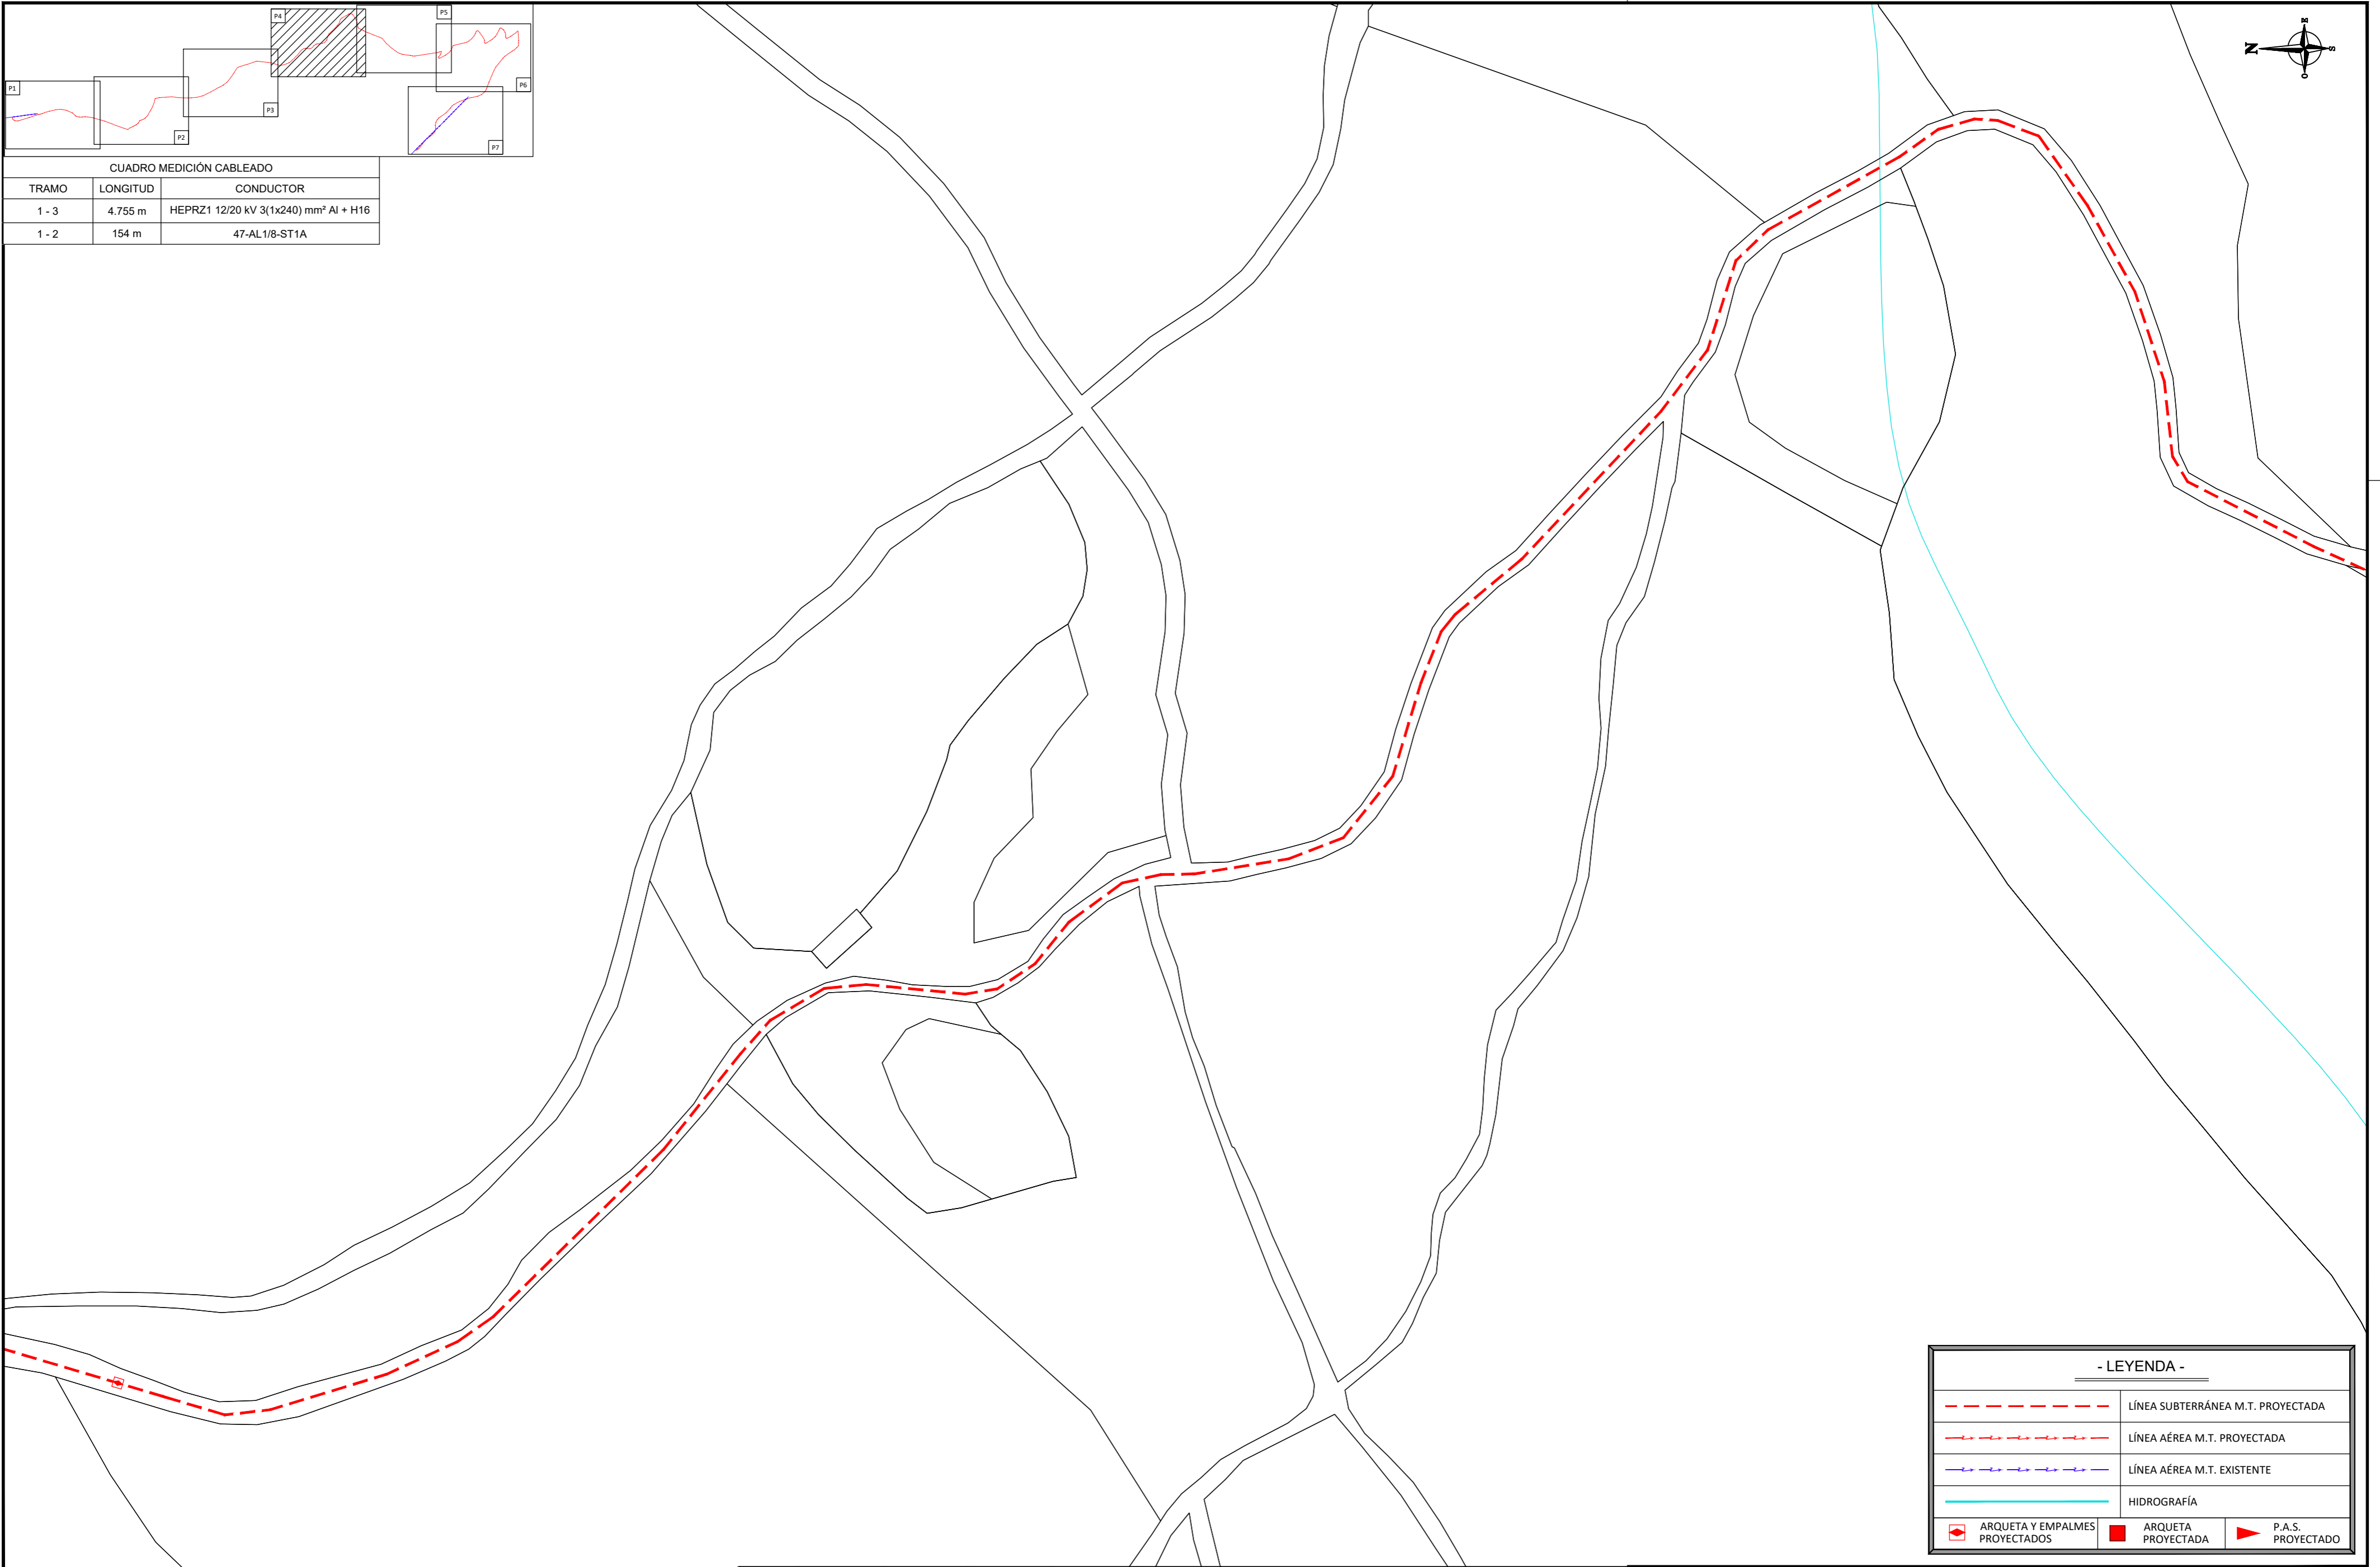 P1
P2
P3
P4
P5
P6
P7
CUADRO MEDICIÓN CABLEADO
TRAMO LONGITUD CONDUCTOR
1 - 3 4.755 m HEPRZ1 12/20 kV 3(1x240) mm² Al + H16
1 - 2 154 m 47-AL1/8-ST1A
N
E
S
O
- LEYENDA -
LÍNEA SUBTERRÁNEA M.T. PROYECTADA
LÍNEA AÉREA M.T. PROYECTADA
LÍNEA AÉREA M.T. EXISTENTE
HIDROGRAFÍA
ARQUETA Y EMPALMES
PROYECTADOS
ARQUETA
PROYECTADA
P.A.S.
PROYECTADO